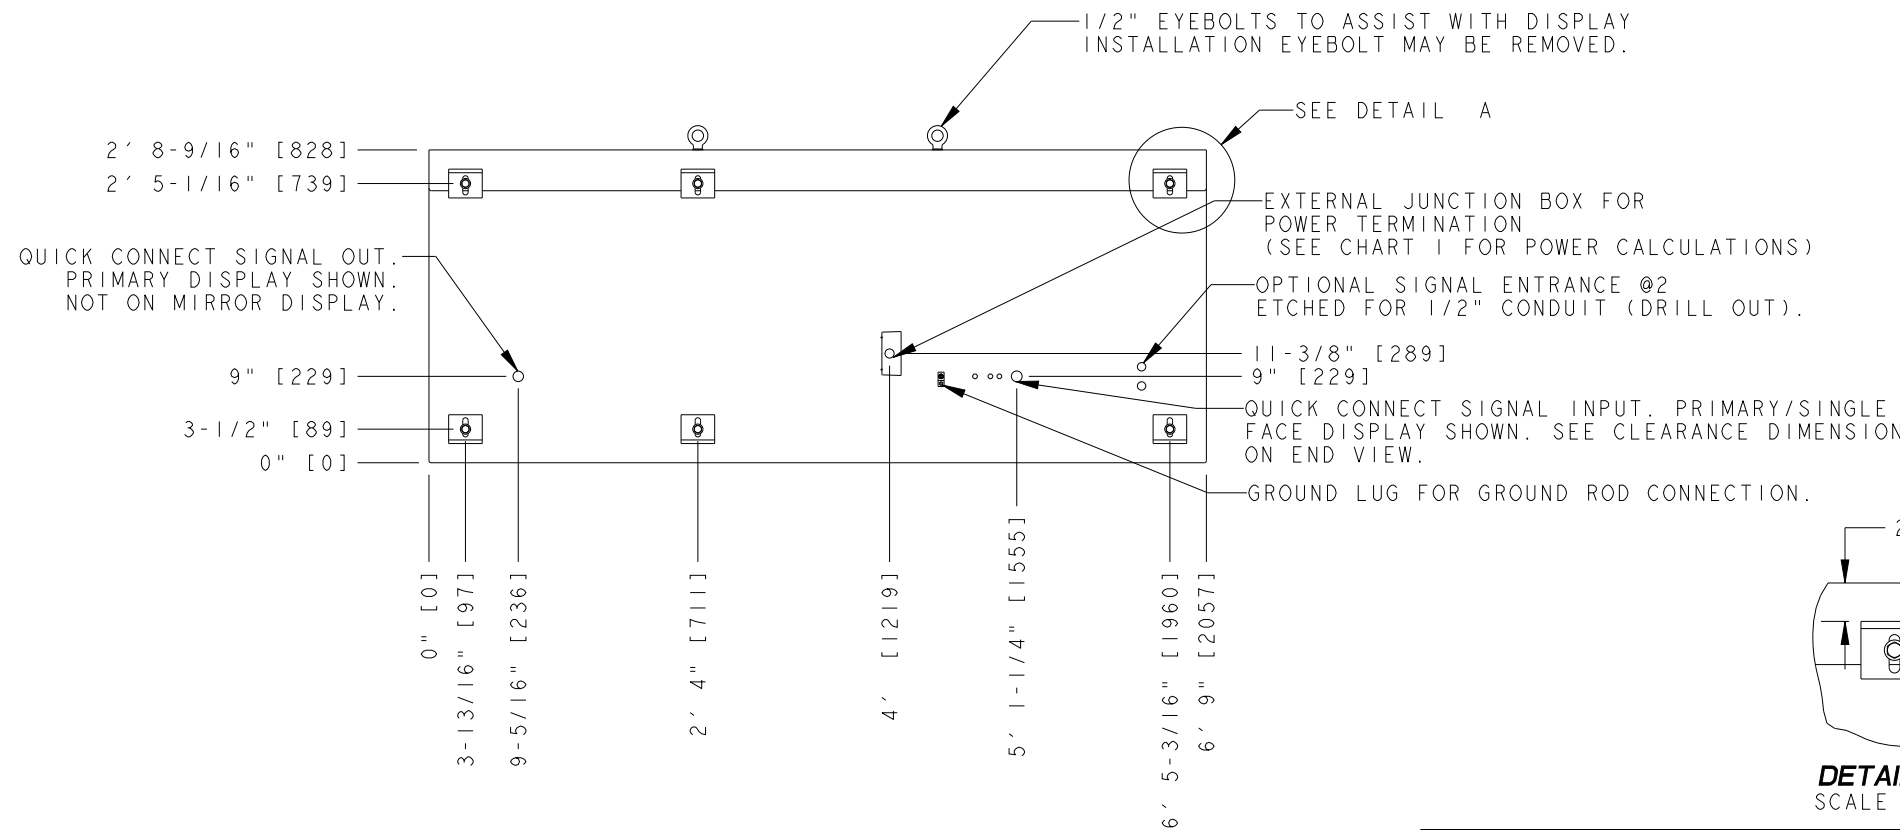 1/2" EYEBOLTS TO ASSIST WITH DISPLAY
INSTALLATION EYEBOLT MAY BE REMOVED.
SEE DETAIL A
2' 8-9/16" [828]
2' 5-1/16" [739]
EXTERNAL JUNCTION BOX FOR
POWER TERMINATION
(SEE CHART 1 FOR POWER CALCULATIONS)
QUICK CONNECT SIGNAL OUT.
PRIMARY DISPLAY SHOWN.
NOT ON MIRROR DISPLAY.
OPTIONAL SIGNAL ENTRANCE @2
ETCHED FOR 1/2" CONDUIT (DRILL OUT).
11-3/8" [289]
9" [229]
9" [229]
QUICK CONNECT SIGNAL INPUT. PRIMARY/SINGLE
FACE DISPLAY SHOWN. SEE CLEARANCE DIMENSION
ON END VIEW.
3-1/2" [89]
0" [0]
GROUND LUG FOR GROUND ROD CONNECTION.
0" [0]
3-13/16" [97]
9-5/16" [236]
2' 4" [711]
4' [1219]
5' 1-1/4" [1555]
6' 5-3/16" [1960]
6' 9" [2057]
2
DETAI
SCALE